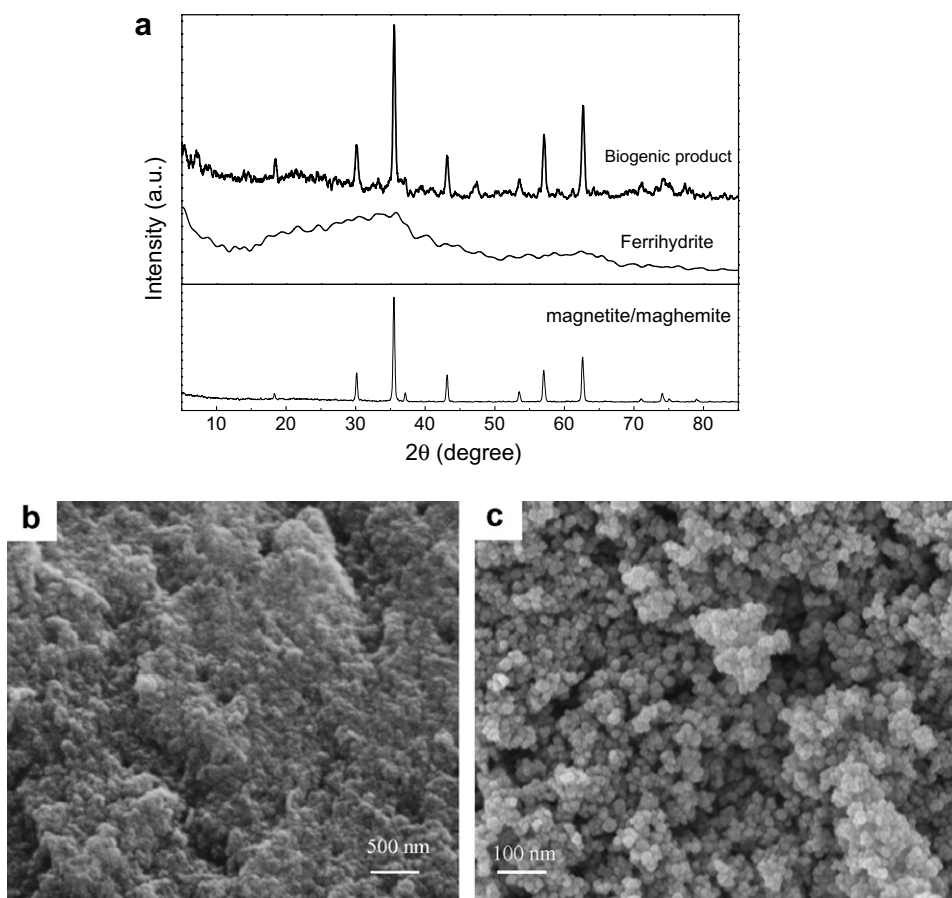 a
Biogenic product
Ferrihydrite
magnetite/maghemite
Intensity (a.u.)
10 20 30 40 50 60 70 80
2θ (degree)
b
500 nm
c
100 nm